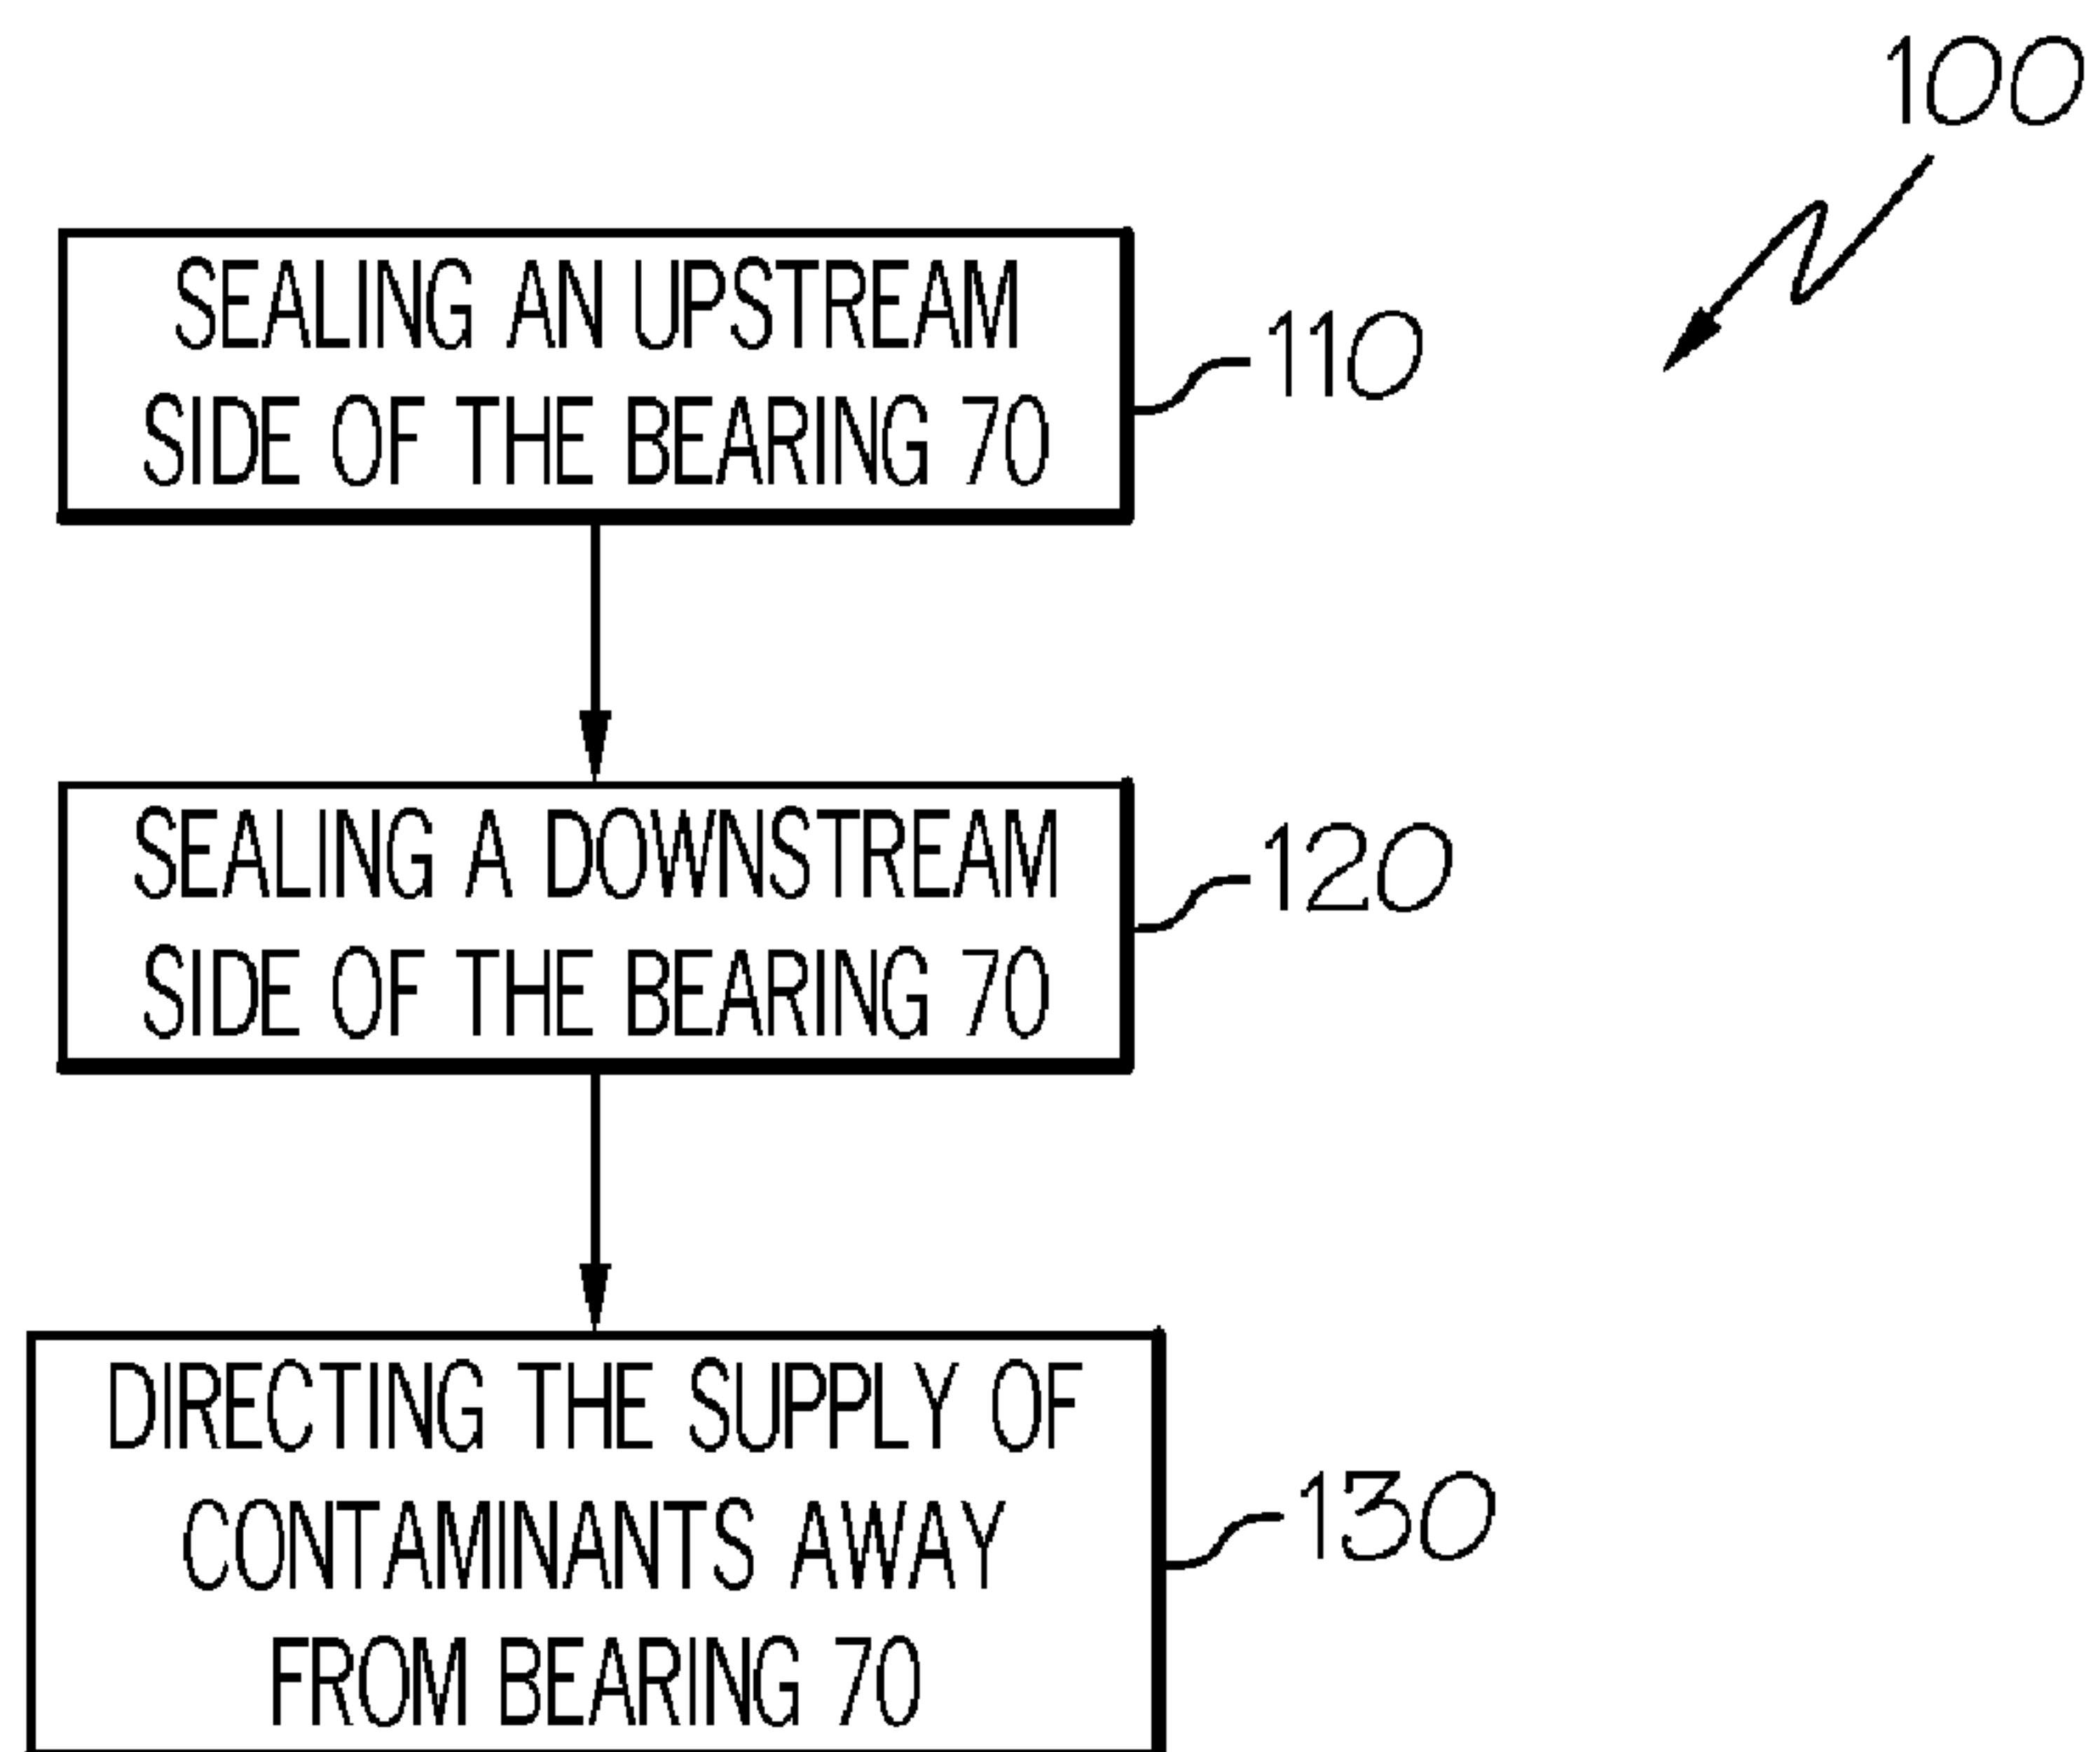 100
SEALING AN UPSTREAM
SIDE OF THE BEARING 70
110
SEALING A DOWNSTREAM
SIDE OF THE BEARING 70
120
DIRECTING THE SUPPLY OF
CONTAMINANTS AWAY
FROM BEARING 70
130